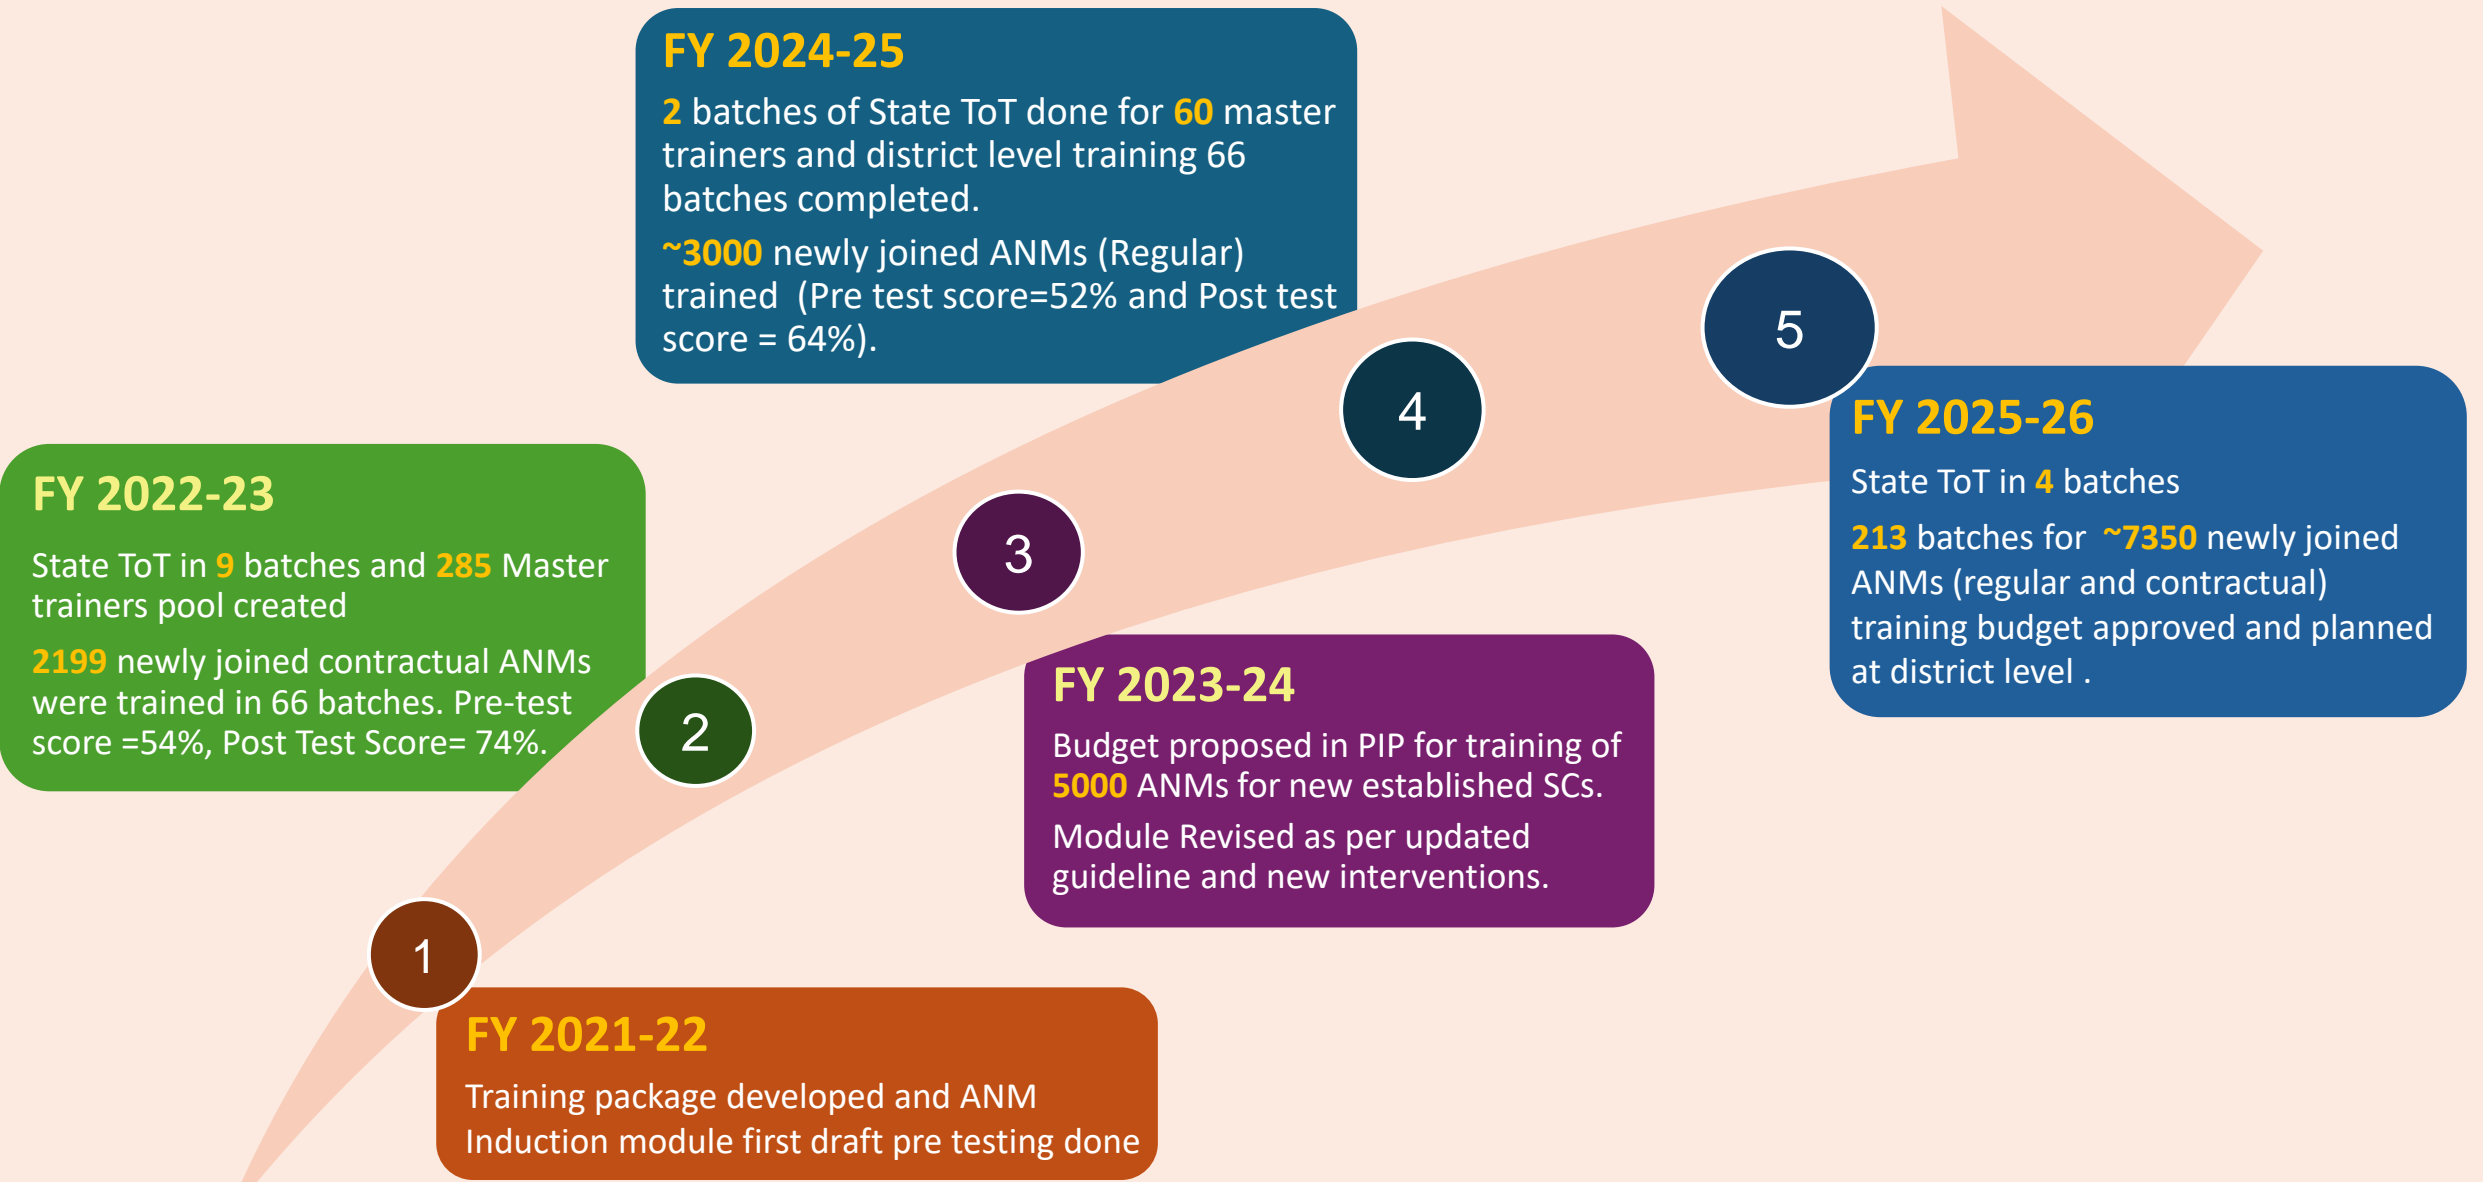 FY 2024-25
2 batches of State ToT done for 60 master
trainers and district level training 66
batches completed.
~3000 newly joined ANMs (Regular)
trained  (Pre test score=52% and Post test
score = 64%).
5
4
FY 2025-26
State ToT in 4 batches
213 batches for  ~7350 newly joined
ANMs (regular and contractual)
training budget approved and planned
at district level .
FY 2022-23
State ToT in 9 batches and 285 Master
trainers pool created
2199 newly joined contractual ANMs
were trained in 66 batches. Pre-test
score =54%, Post Test Score= 74%.
3
2
FY 2023-24
Budget proposed in PIP for training of
5000 ANMs for new established SCs.
Module Revised as per updated
guideline and new interventions.
1
FY 2021-22
Training package developed and ANM
Induction module first draft pre testing done